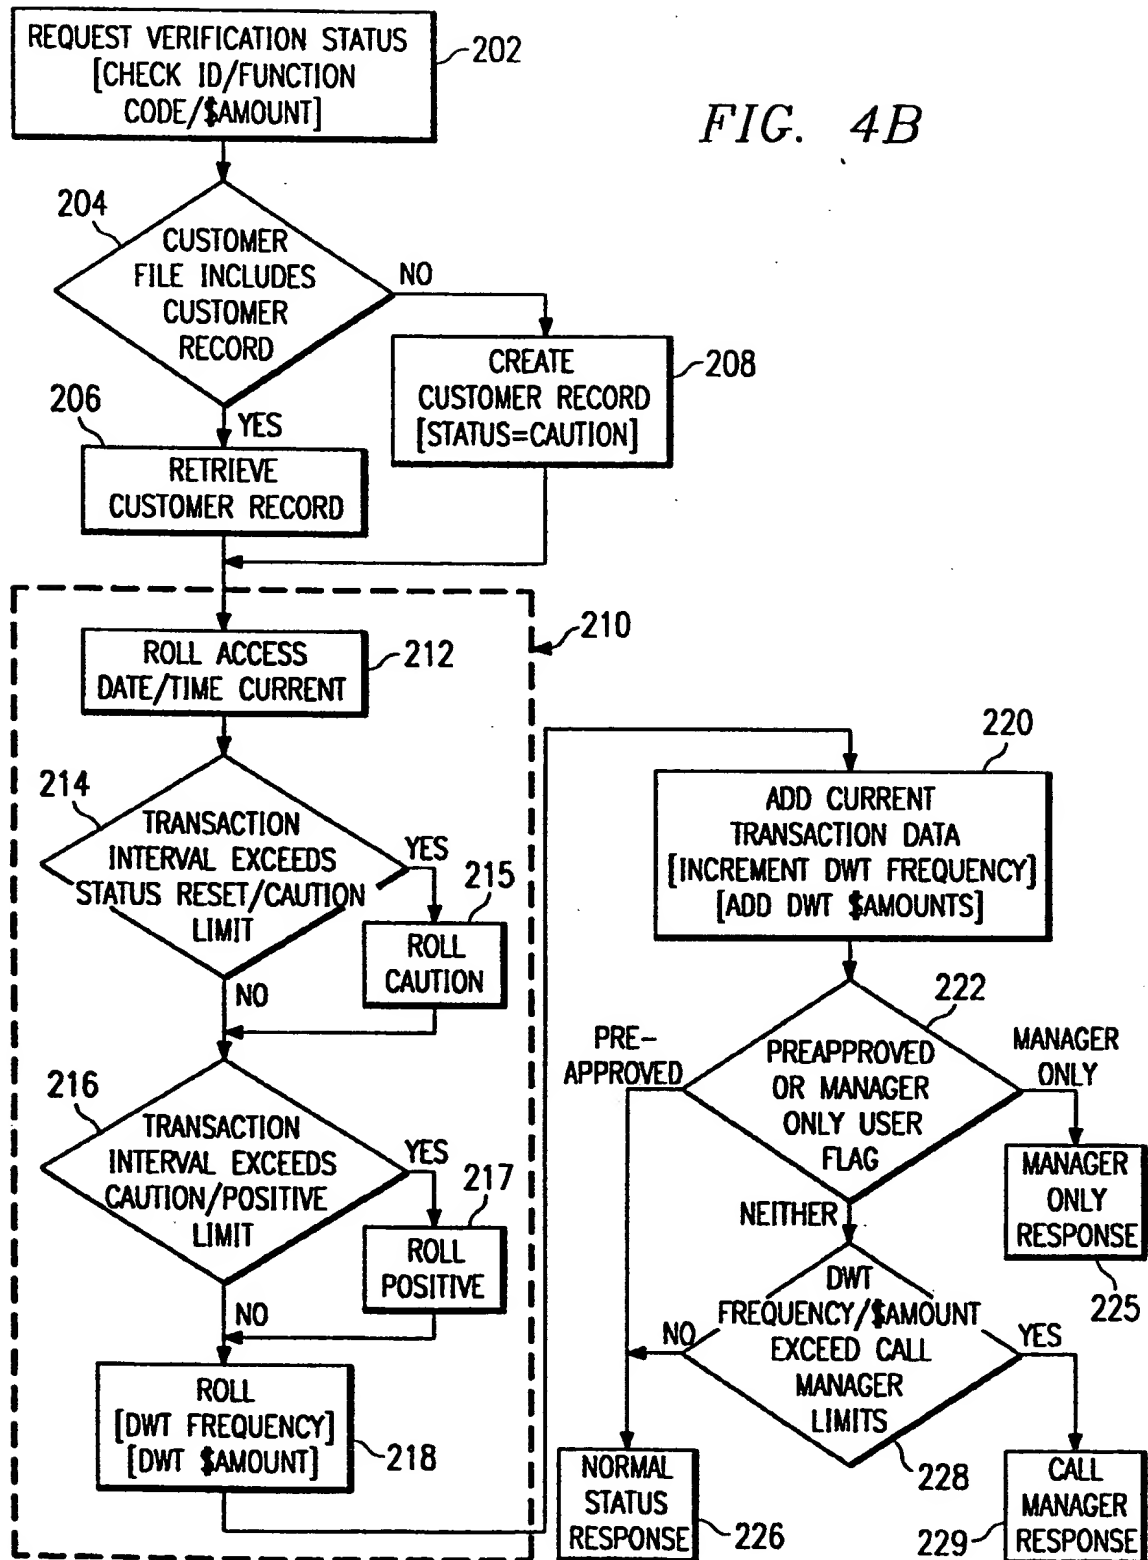 REQUEST VERIFICATION STATUS
[CHECK ID/FUNCTION
CODE/$AMOUNT]
202
FIG. 4B
204
CUSTOMER
FILE INCLUDES
CUSTOMER
RECORD
NO
YES
206
RETRIEVE
CUSTOMER RECORD
CREATE
CUSTOMER RECORD
[STATUS=CAUTION]
208
210
ROLL ACCESS
DATE/TIME CURRENT
212
214
TRANSACTION
INTERVAL EXCEEDS
STATUS RESET/CAUTION
LIMIT
YES
215
ROLL
CAUTION
NO
216
TRANSACTION
INTERVAL EXCEEDS
CAUTION/POSITIVE
LIMIT
YES
217
ROLL
POSITIVE
NO
ROLL
[DWT FREQUENCY]
[DWT $AMOUNT]
218
220
ADD CURRENT
TRANSACTION DATA
[INCREMENT DWT FREQUENCY]
[ADD DWT $AMOUNTS]
222
PRE-
APPROVED
PREAPPROVED
OR MANAGER
ONLY USER
FLAG
MANAGER
ONLY
MANAGER
ONLY
RESPONSE
225
NEITHER
DWT
FREQUENCY/$AMOUNT
EXCEED CALL
MANAGER
LIMITS
NO
YES
228
NORMAL
STATUS
RESPONSE
226
CALL
MANAGER
RESPONSE
229